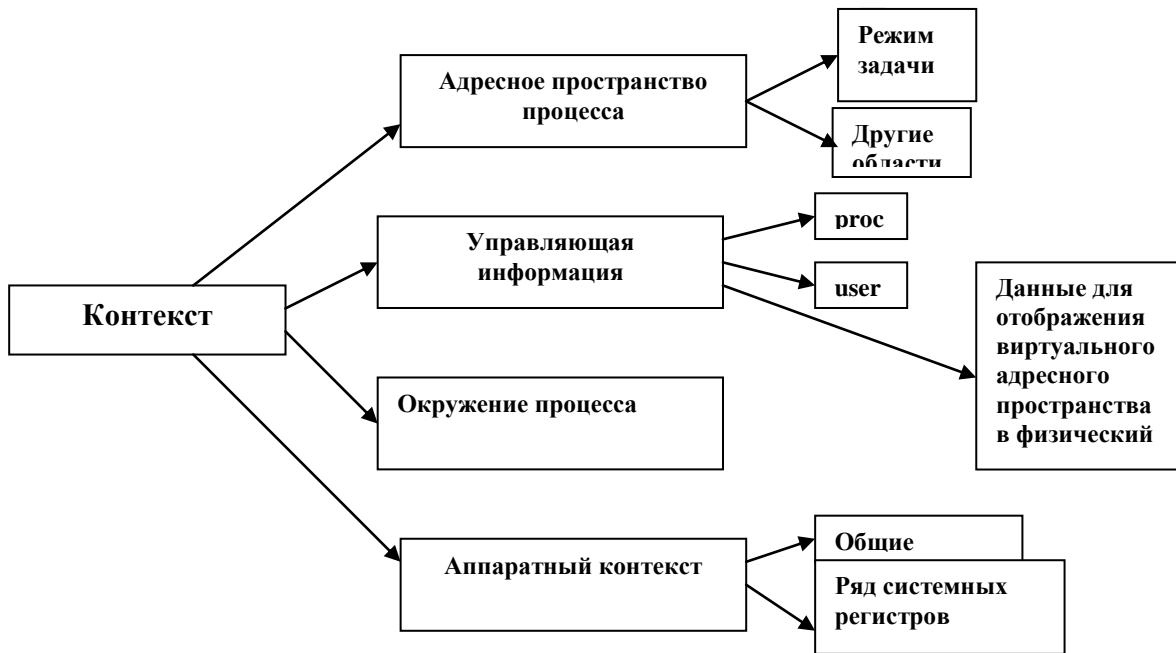 Режим
задачи
Адресное пространство
процесса
Другие
области
proc
Управляющая
информация
user
Данные для
отображения
виртуального
адресного
пространства
в физический
Контекст
Окружение процесса
Общие
Аппаратный контекст
Ряд системных
регистров